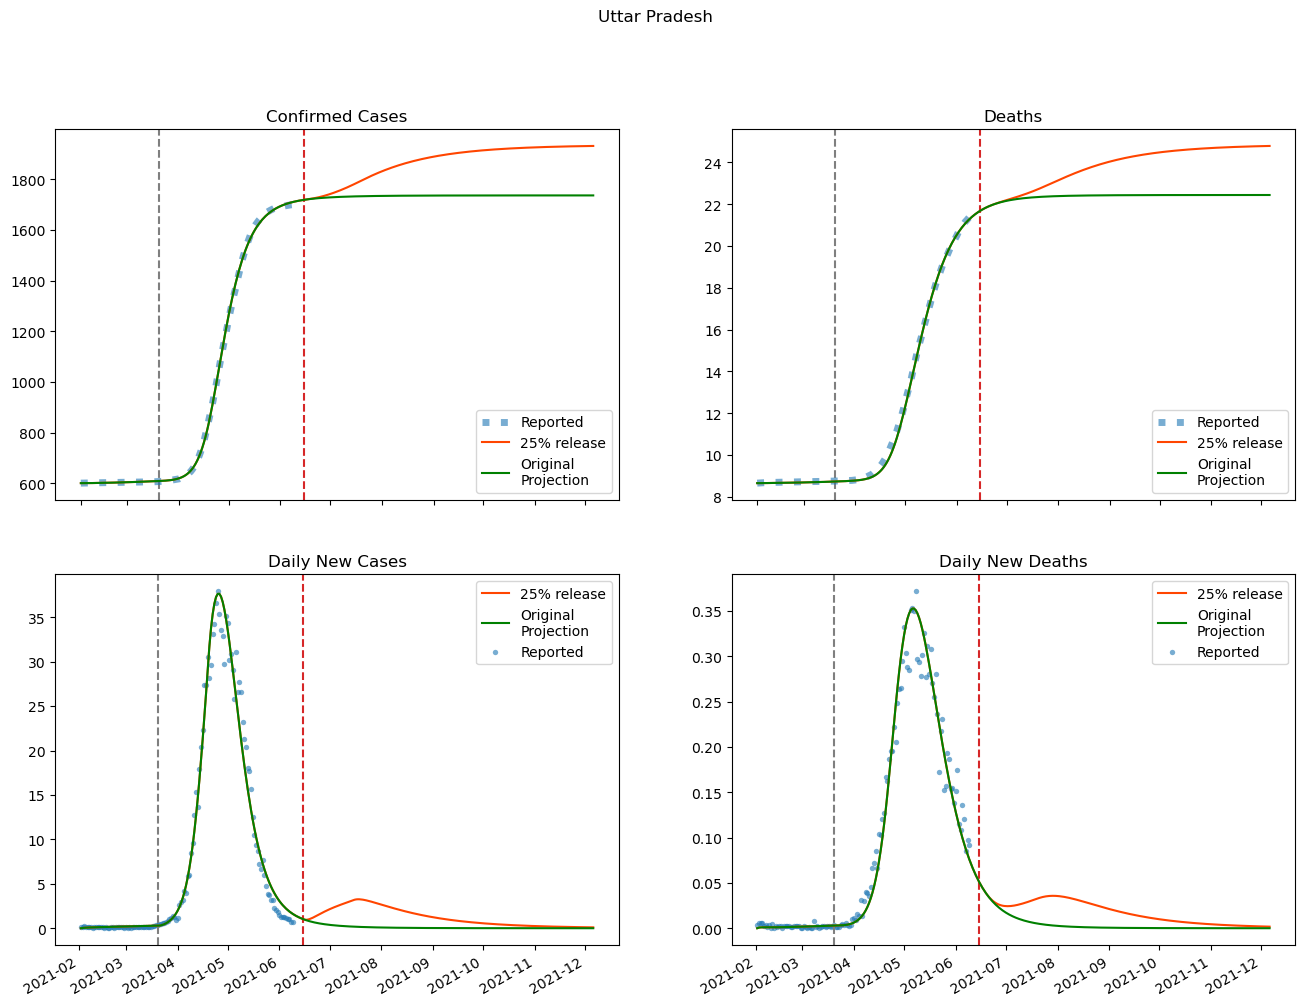 Uttar Pradesh
Confirmed Cases
1800
1600
1400
1200
1000
800
600
Reported
25% release
Original
Projection
Deaths
24
22
20
18
16
14
12
10
8
Reported
25% release
Original
Projection
Daily New Cases
35
30
25
20
15
10
5
0
25% release
Original
Projection
Reported
2021-02
2021-03
2021-04
2021-05
2021-06
2021-07
2021-08
2021-09
2021-10
2021-11
2021-12
Daily New Deaths
0.35
0.30
0.25
0.20
0.15
0.10
0.05
0.00
25% release
Original
Projection
Reported
2021-02
2021-03
2021-04
2021-05
2021-06
2021-07
2021-08
2021-09
2021-10
2021-11
2021-12